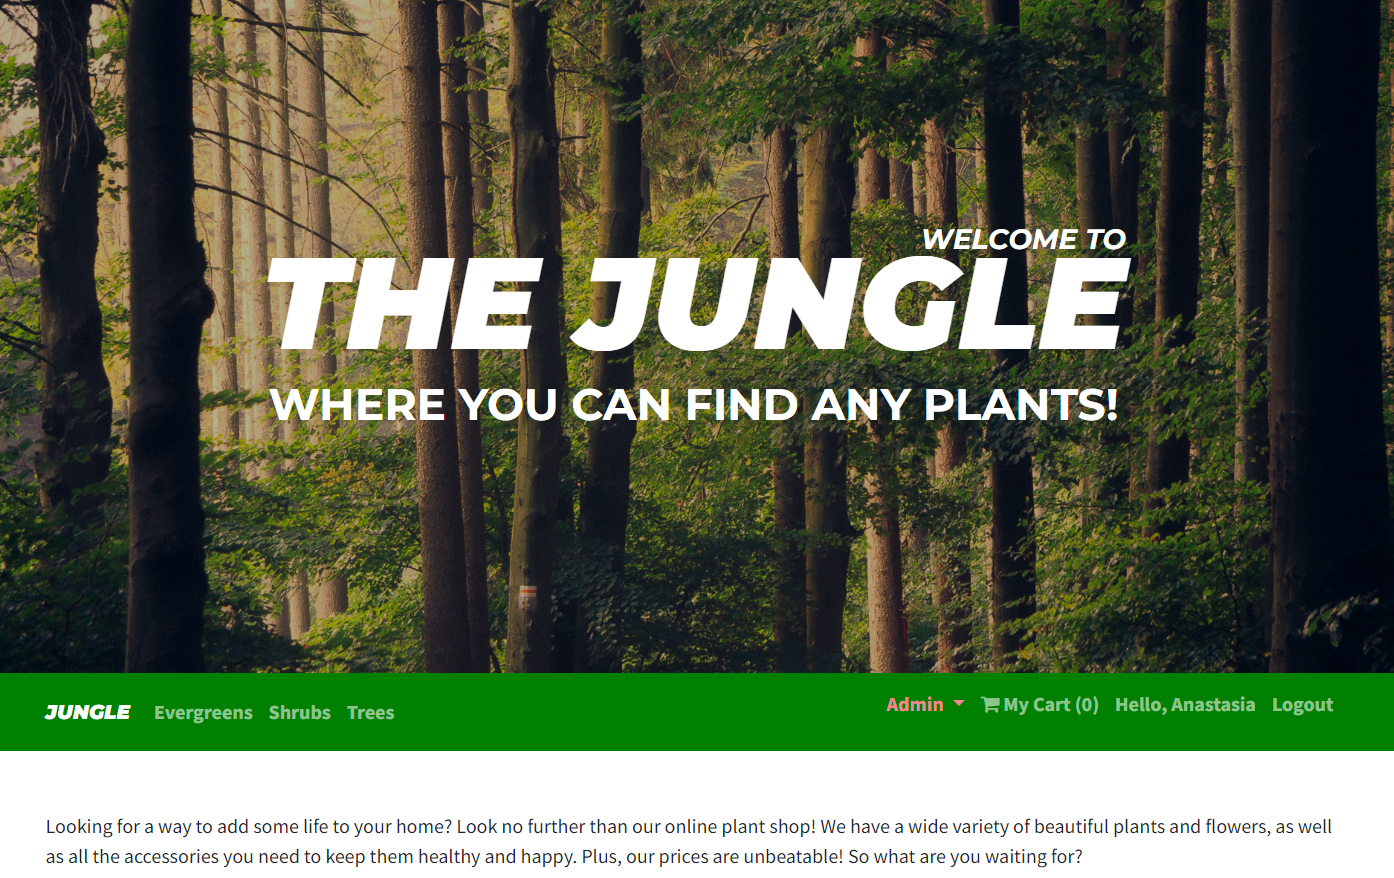 WELCOME TO
THE JUNGLE
WHERE YOU CAN FIND ANY PLANTS!
JUNGLE Evergreens Shrubs Trees Admin My Cart (0) Hello, Anastasia Logout
Looking for a way to add some life to your home? Look no further than our online plant shop! We have a wide variety of beautiful plants and flowers, as well
as all the accessories you need to keep them healthy and happy. Plus, our prices are unbeatable! So what are you waiting for?